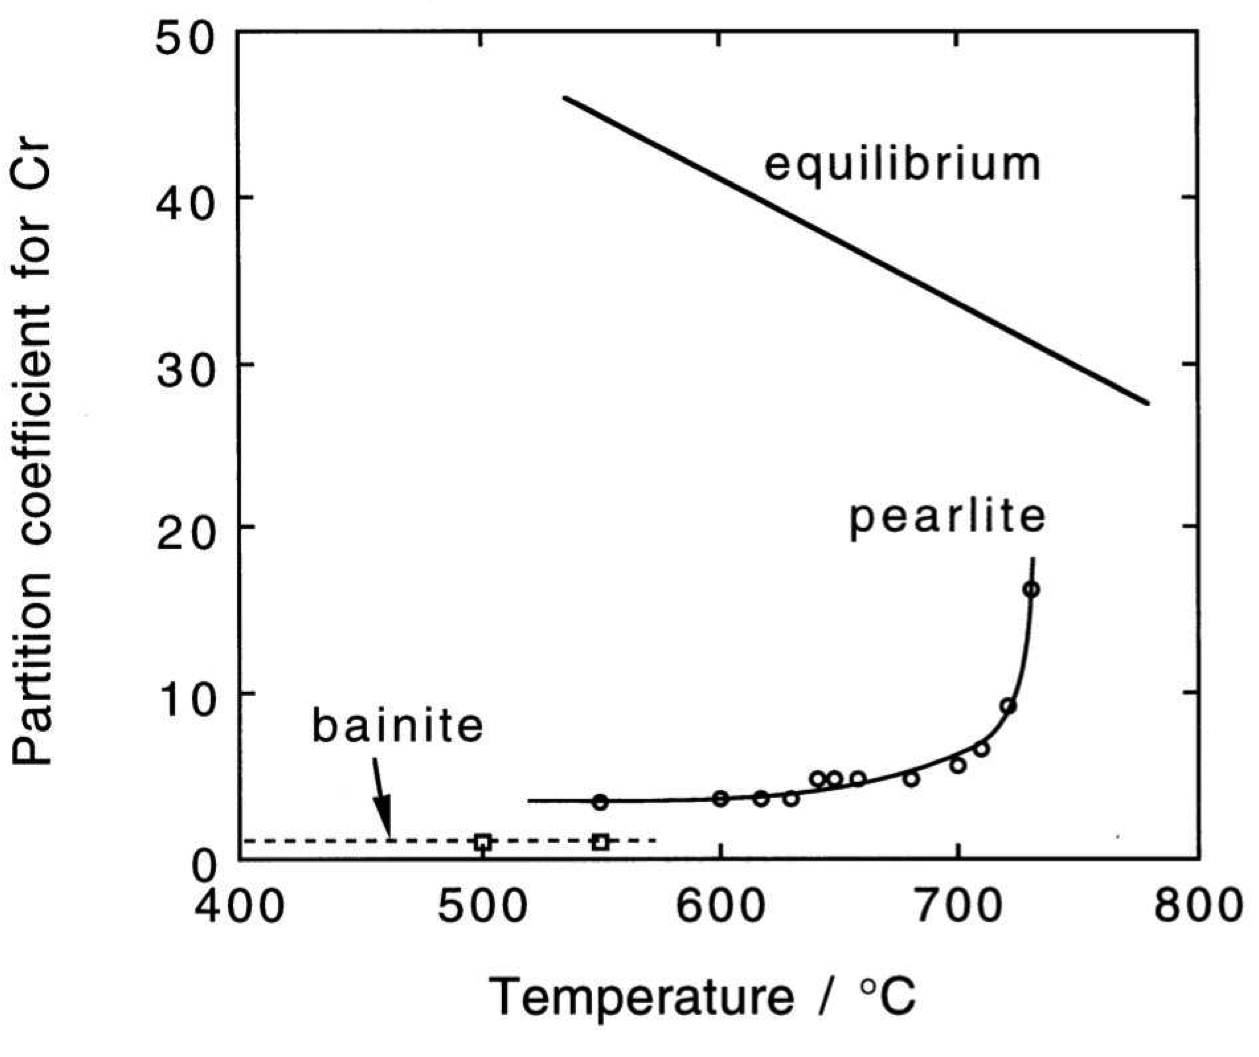 50
equilibrium
40
30
20
pearlite
10
bainite
0
400 500 600 700 800
Temperature / °C
Partition coefficient for Cr